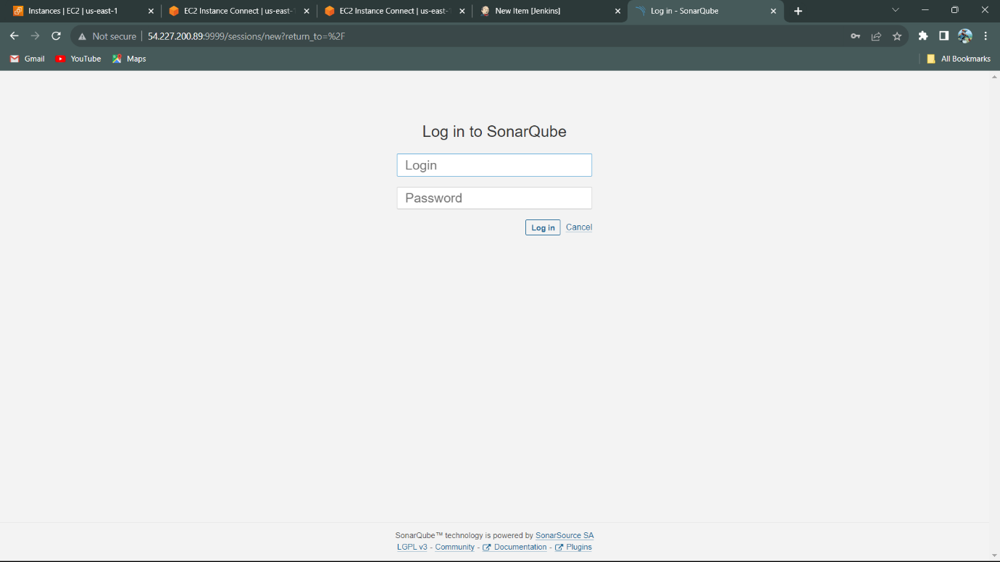 Instances | EC2 | us-east-1
EC2 Instance Connect | us-east-1
EC2 Instance Connect | us-east-1
New Item [Jenkins]
Log in - SonarQube
Not secure
54.227.200.89:9999/sessions/new?return_to=%2F
Gmail
YouTube
Maps
All Bookmarks
Log in to SonarQube
Login
Password
Log in Cancel
SonarQube™ technology is powered by SonarSource SA
LGPL v3 - Community - Documentation - Plugins